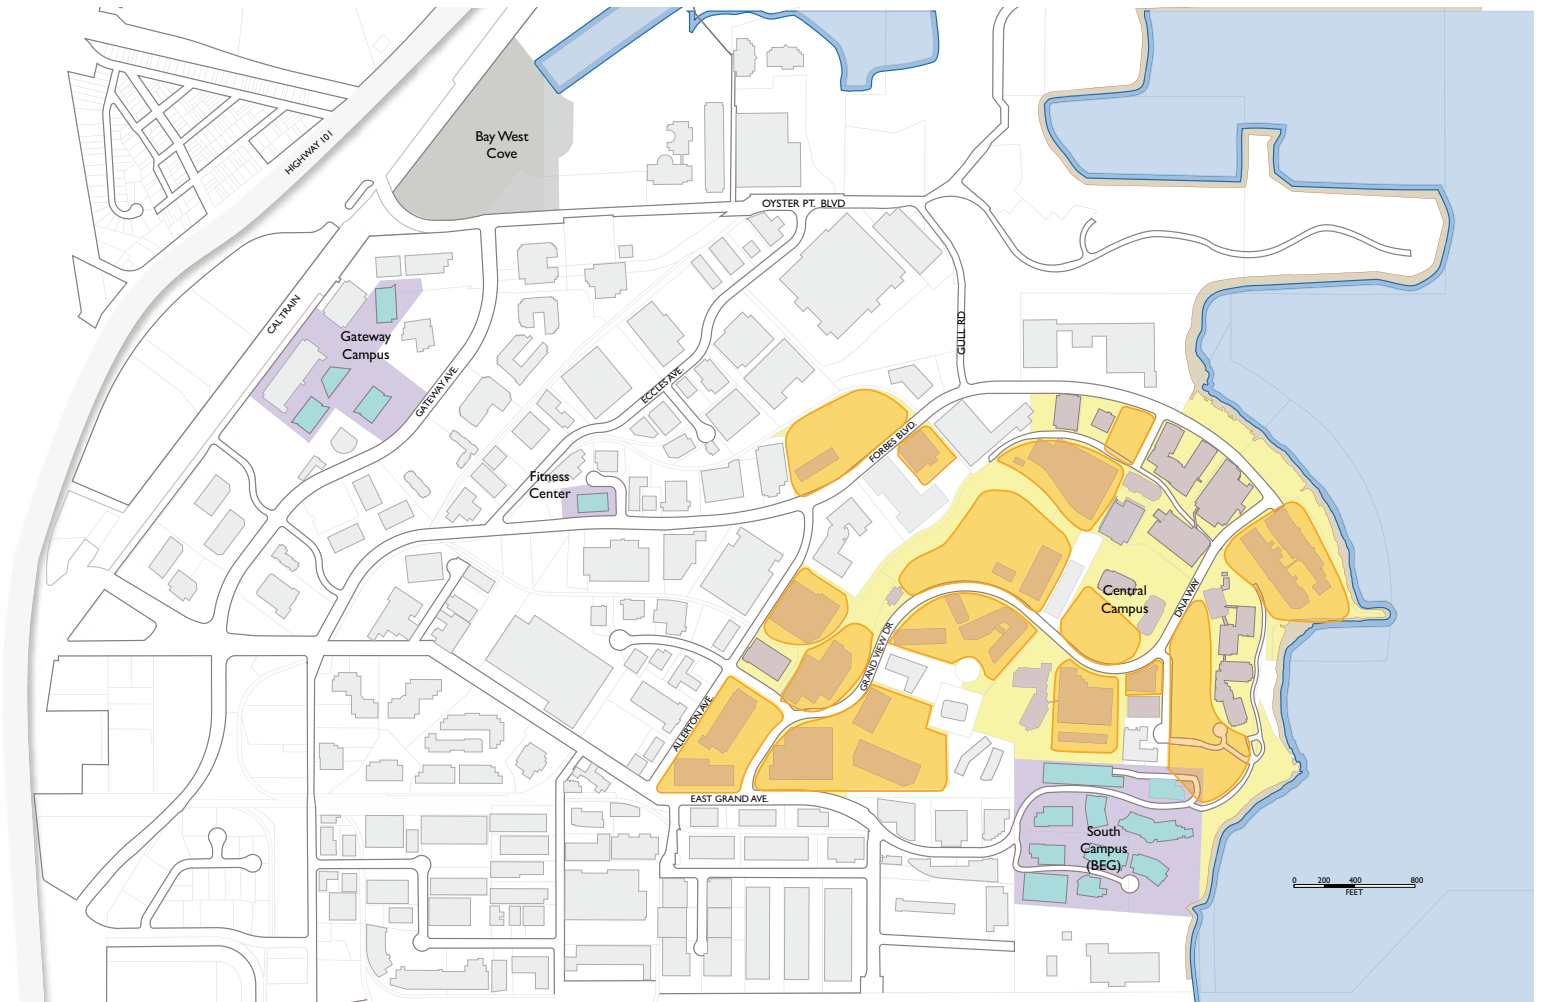 Bay West
Cove
HIGHWAY 101
OYSTER PT. BLVD
CAL TRAIN
Gateway
Campus
GULL RD
GATEWAY AVE.
ECCLES AVE.
FORBES BLVD.
Fitness
Center
Central
Campus
DNA WAY
GRAND VIEW DR
ALLERTON AVE.
EAST GRAND AVE.
South
Campus
(BEG)
0 200 400 800
FEET